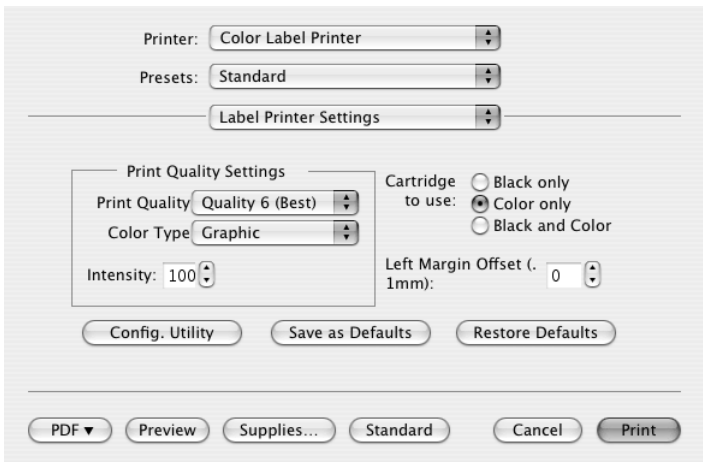 Printer: Color Label Printer
Presets: Standard
Label Printer Settings
Print Quality Settings
Print Quality Quality 6 (Best)
Color Type Graphic
Intensity: 100
Cartridge to use:
Black only
Color only
Black and Color
Left Margin Offset (.
1mm): 0
Config. Utility Save as Defaults Restore Defaults
PDF▼ Preview Supplies... Standard Cancel Print